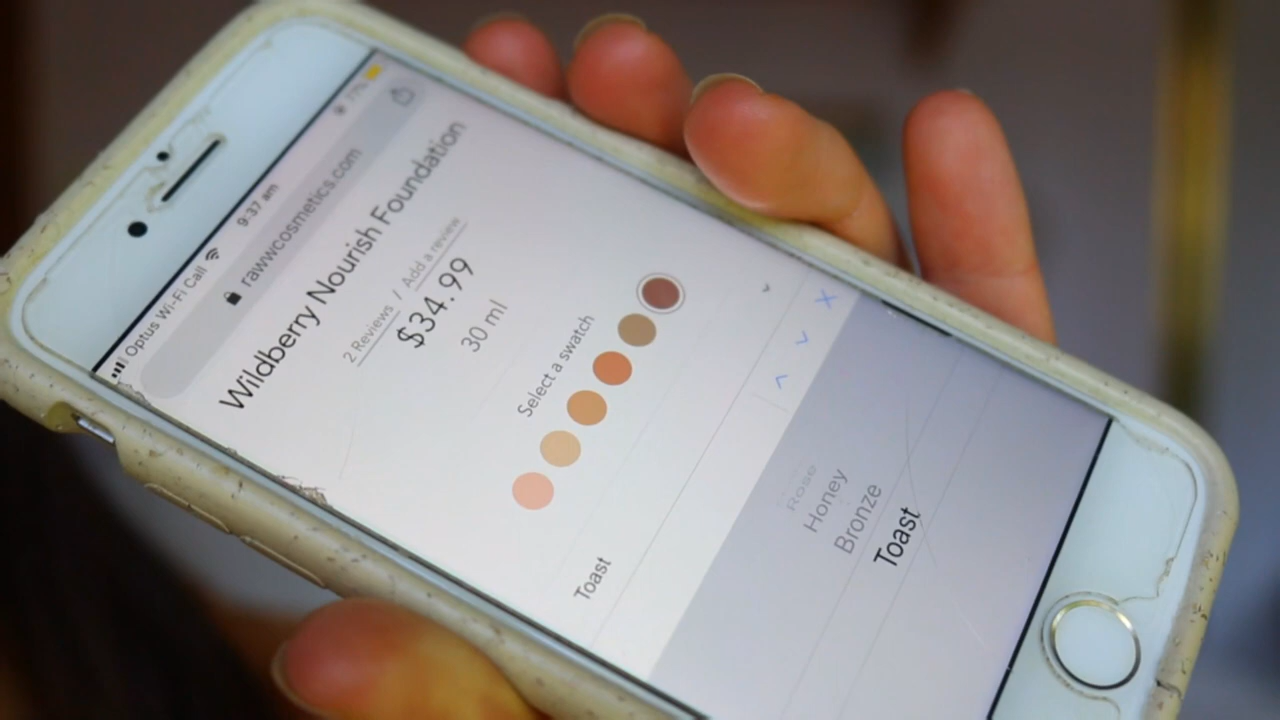 Optus Wi-Fi Call 9:37 am 77%
rawwcosmetics.com
Wildberry Nourish Foundation
2 Reviews / Add a review
$34.99
30 ml
Select a swatch
Toast
Rose
Honey
Bronze
Toast